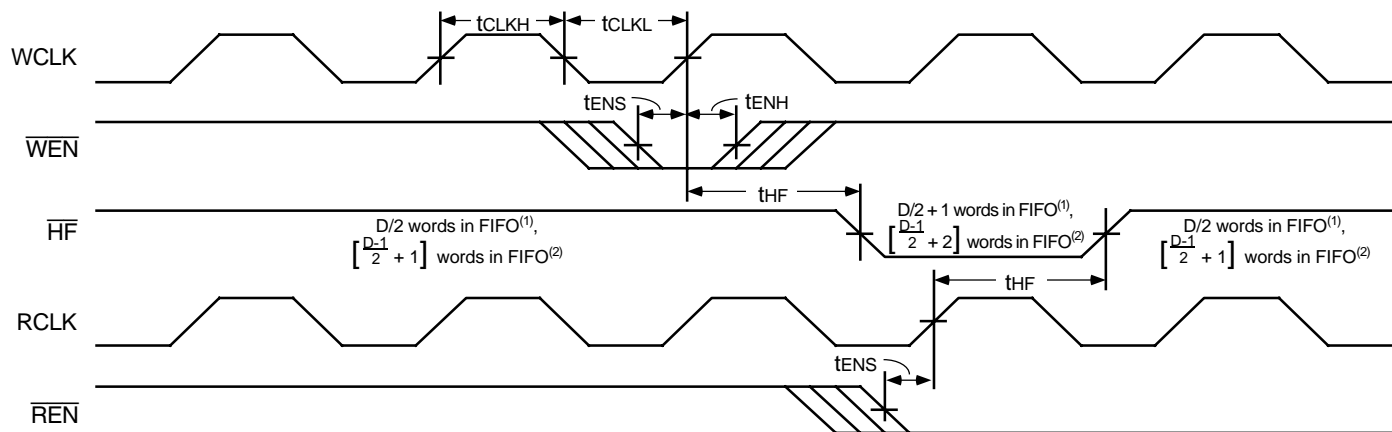 tCLKH
tCLKL
WCLK
tENS
tENH
WEN
tHF
HF
D/2 words in FIFO(1),
[D-1/2 + 1] words in FIFO(2)
D/2 + 1 words in FIFO(1),
[D-1/2 + 2] words in FIFO(2)
D/2 words in FIFO(1),
[D-1/2 + 1] words in FIFO(2)
tHF
RCLK
tENS
REN